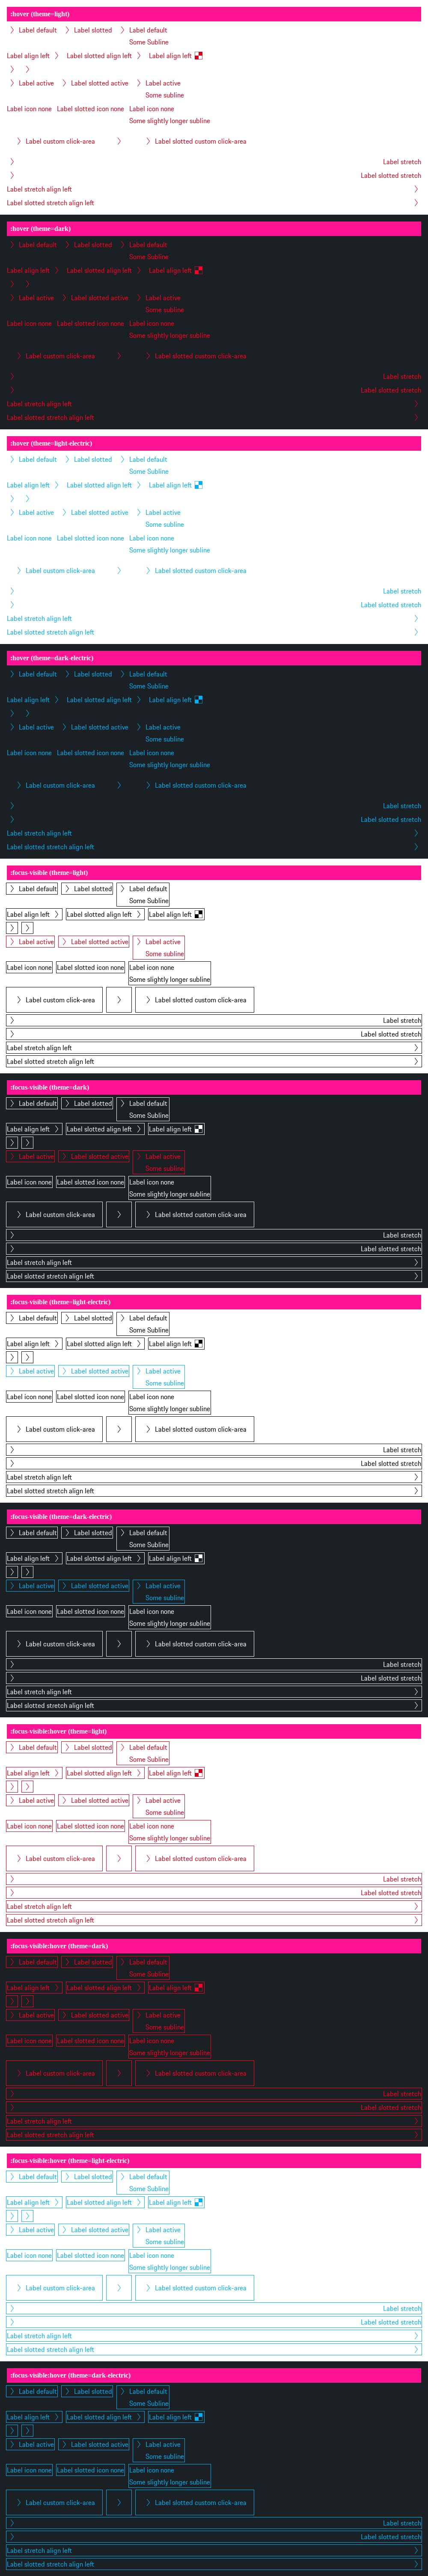 :hover (theme=light)
Label default Label slotted Label default
Some Subline
Label align left Label slotted align left Label align left
Label active Label slotted active Label active
Some subline
Label icon none Label slotted icon none Label icon none
Some slightly longer subline
Label custom click-area Label slotted custom click-area
Label stretch
Label slotted stretch
Label stretch align left
Label slotted stretch align left
:hover (theme=dark)
Label default Label slotted Label default
Some Subline
Label align left Label slotted align left Label align left
Label active Label slotted active Label active
Some subline
Label icon none Label slotted icon none Label icon none
Some slightly longer subline
Label custom click-area Label slotted custom click-area
Label stretch
Label slotted stretch
Label stretch align left
Label slotted stretch align left
:hover (theme=light-electric)
Label default Label slotted Label default
Some Subline
Label align left Label slotted align left Label align left
Label active Label slotted active Label active
Some subline
Label icon none Label slotted icon none Label icon none
Some slightly longer subline
Label custom click-area Label slotted custom click-area
Label stretch
Label slotted stretch
Label stretch align left
Label slotted stretch align left
:hover (theme=dark-electric)
Label default Label slotted Label default
Some Subline
Label align left Label slotted align left Label align left
Label active Label slotted active Label active
Some subline
Label icon none Label slotted icon none Label icon none
Some slightly longer subline
Label custom click-area Label slotted custom click-area
Label stretch
Label slotted stretch
Label stretch align left
Label slotted stretch align left
:focus-visible (theme=light)
Label default Label slotted Label default
Some Subline
Label align left Label slotted align left Label align left
Label active Label slotted active Label active
Some subline
Label icon none Label slotted icon none Label icon none
Some slightly longer subline
Label custom click-area Label slotted custom click-area
Label stretch
Label slotted stretch
Label stretch align left
Label slotted stretch align left
:focus-visible (theme=dark)
Label default Label slotted Label default
Some Subline
Label align left Label slotted align left Label align left
Label active Label slotted active Label active
Some subline
Label icon none Label slotted icon none Label icon none
Some slightly longer subline
Label custom click-area Label slotted custom click-area
Label stretch
Label slotted stretch
Label stretch align left
Label slotted stretch align left
:focus-visible (theme=light-electric)
Label default Label slotted Label default
Some Subline
Label align left Label slotted align left Label align left
Label active Label slotted active Label active
Some subline
Label icon none Label slotted icon none Label icon none
Some slightly longer subline
Label custom click-area Label slotted custom click-area
Label stretch
Label slotted stretch
Label stretch align left
Label slotted stretch align left
:focus-visible (theme=dark-electric)
Label default Label slotted Label default
Some Subline
Label align left Label slotted align left Label align left
Label active Label slotted active Label active
Some subline
Label icon none Label slotted icon none Label icon none
Some slightly longer subline
Label custom click-area Label slotted custom click-area
Label stretch
Label slotted stretch
Label stretch align left
Label slotted stretch align left
:focus-visible:hover (theme=light)
Label default Label slotted Label default
Some Subline
Label align left Label slotted align left Label align left
Label active Label slotted active Label active
Some subline
Label icon none Label slotted icon none Label icon none
Some slightly longer subline
Label custom click-area Label slotted custom click-area
Label stretch
Label slotted stretch
Label stretch align left
Label slotted stretch align left
:focus-visible:hover (theme=dark)
Label default Label slotted Label default
Some Subline
Label align left Label slotted align left Label align left
Label active Label slotted active Label active
Some subline
Label icon none Label slotted icon none Label icon none
Some slightly longer subline
Label custom click-area Label slotted custom click-area
Label stretch
Label slotted stretch
Label stretch align left
Label slotted stretch align left
:focus-visible:hover (theme=light-electric)
Label default Label slotted Label default
Some Subline
Label align left Label slotted align left Label align left
Label active Label slotted active Label active
Some subline
Label icon none Label slotted icon none Label icon none
Some slightly longer subline
Label custom click-area Label slotted custom click-area
Label stretch
Label slotted stretch
Label stretch align left
Label slotted stretch align left
:focus-visible:hover (theme=dark-electric)
Label default Label slotted Label default
Some Subline
Label align left Label slotted align left Label align left
Label active Label slotted active Label active
Some subline
Label icon none Label slotted icon none Label icon none
Some slightly longer subline
Label custom click-area Label slotted custom click-area
Label stretch
Label slotted stretch
Label stretch align left
Label slotted stretch align left